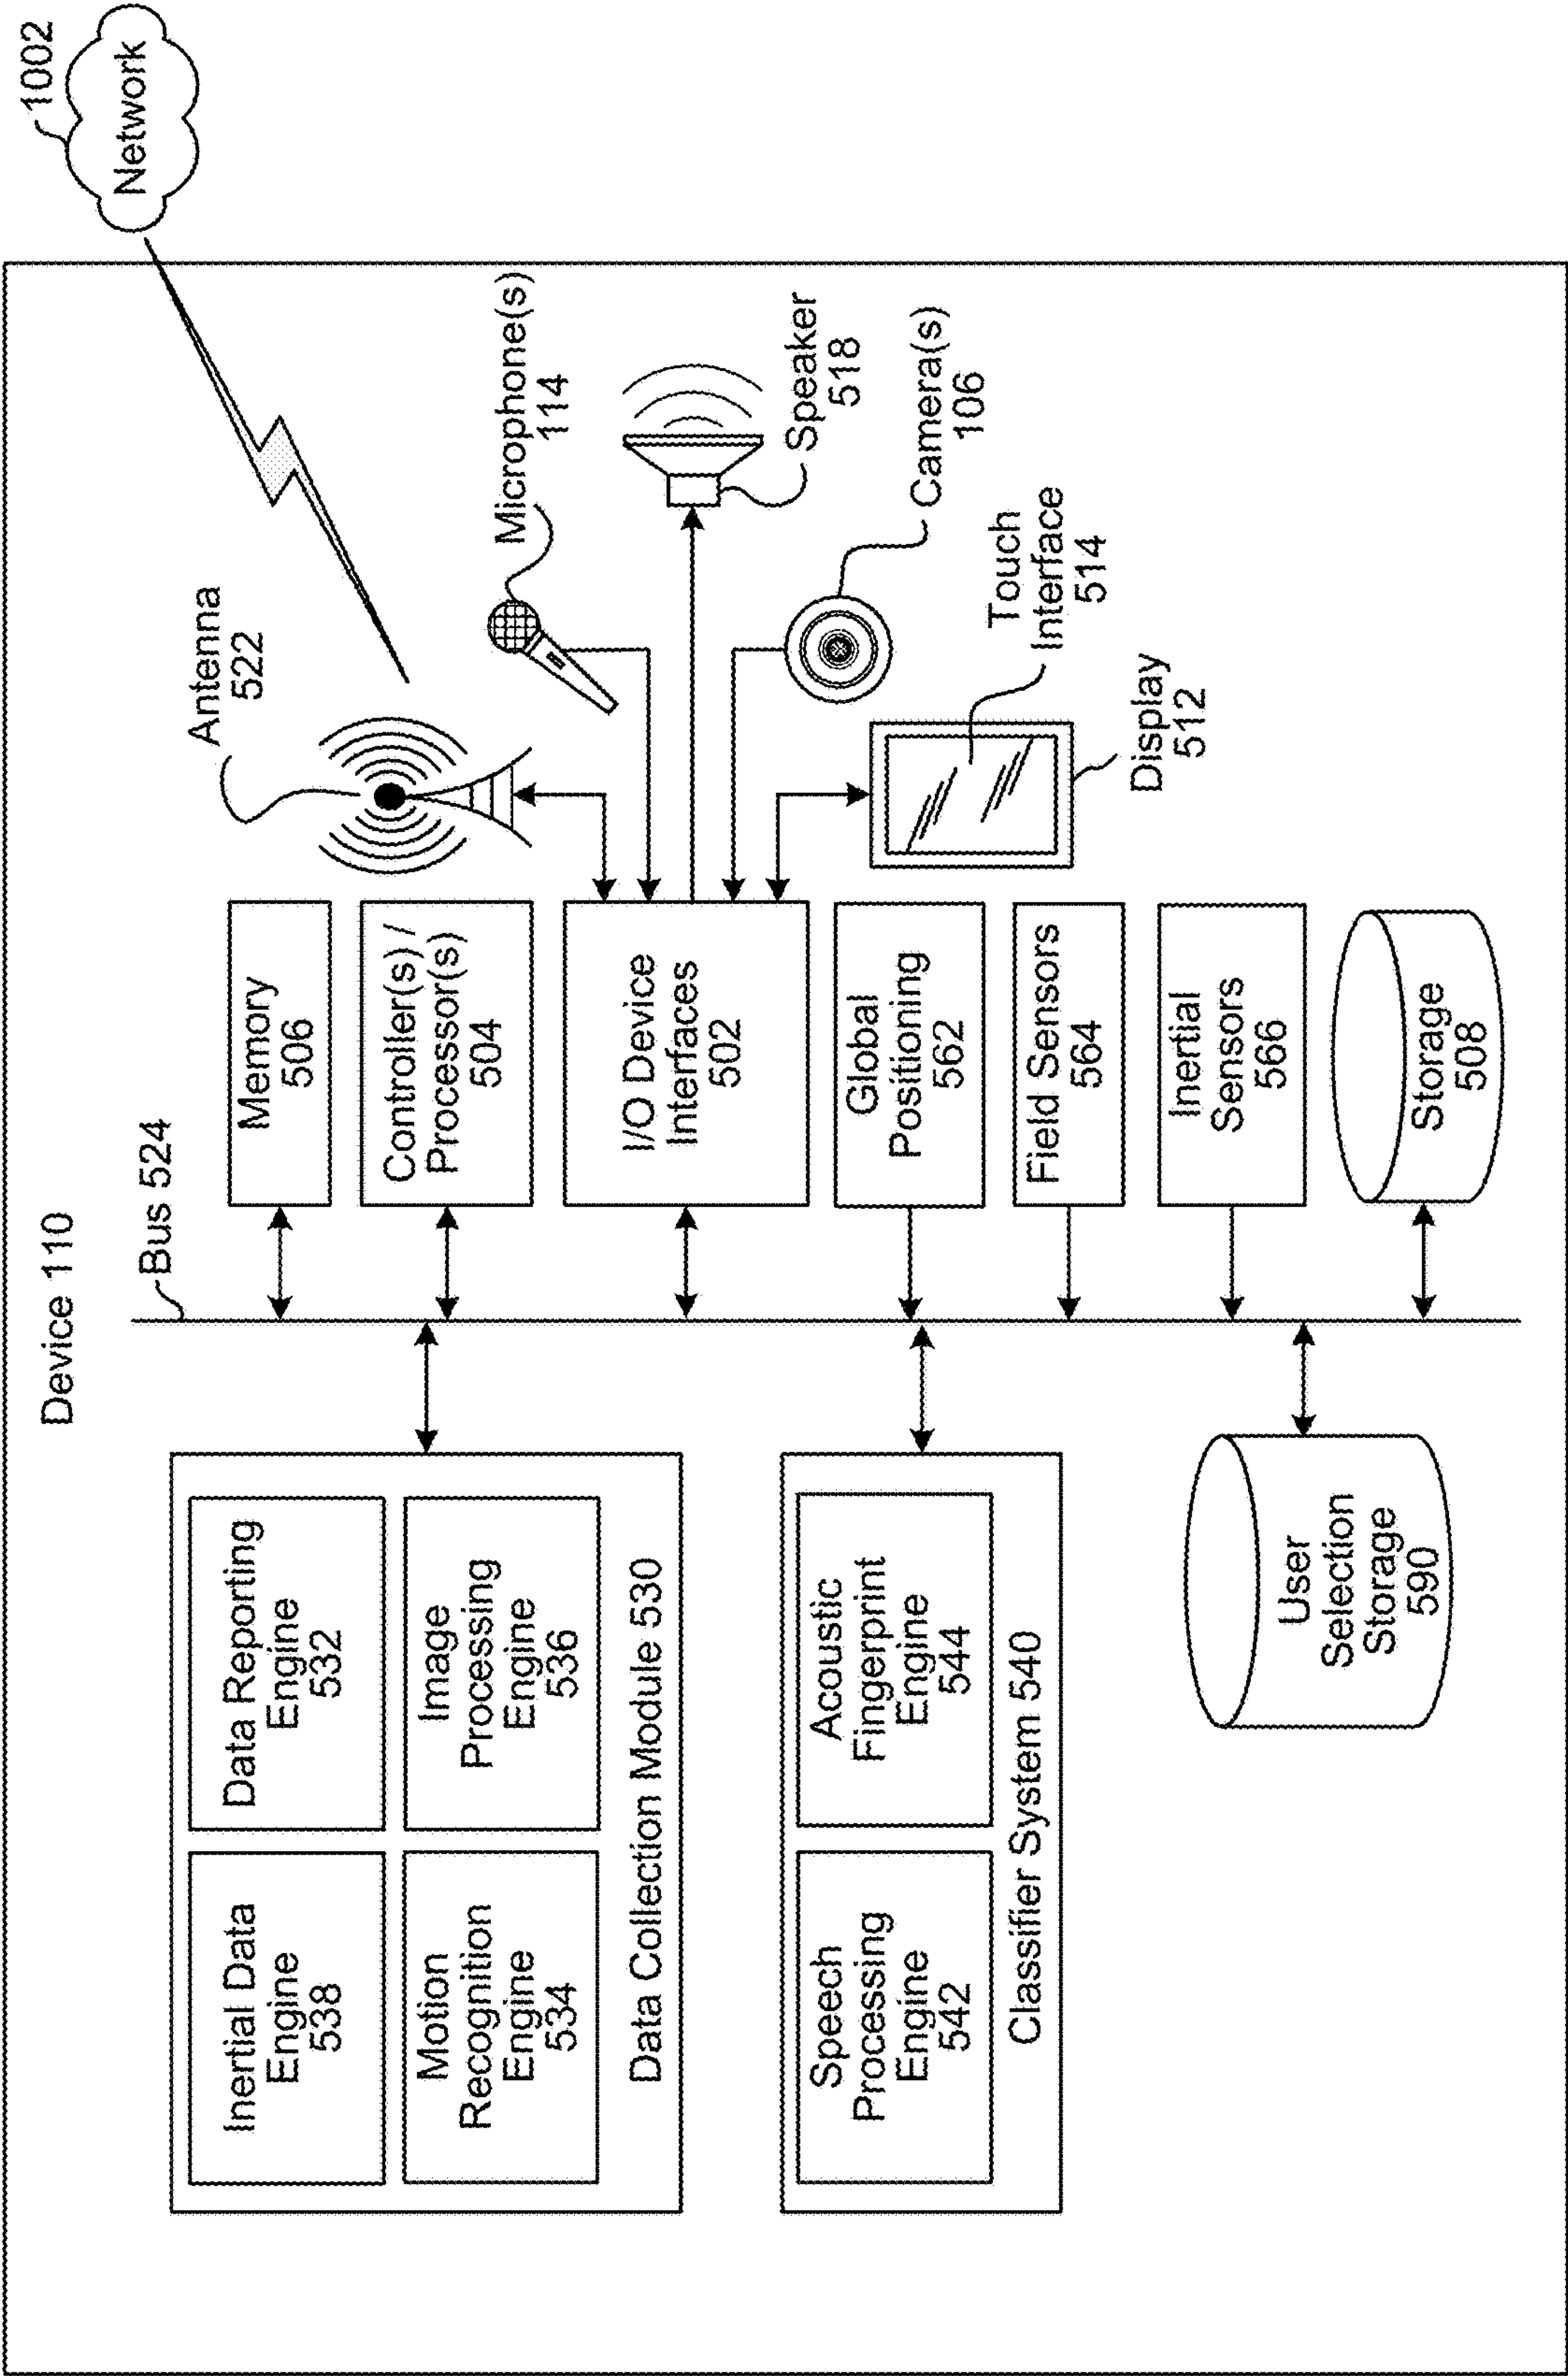 Device 110
Network
1002
Bus 524
Antenna
522
Microphone(s)
114
Speaker
518
Camera(s)
106
Touch
Interface
514
Display
512
Memory
506
Controller(s) /
Processor(s)
504
I/O Device
Interfaces
502
Global
Positioning
562
Field Sensors
564
Inertial
Sensors
566
Storage
508
Inertial Data
Engine
538
Data Reporting
Engine
532
Motion
Recognition
Engine
534
Image
Processing
Engine
536
Data Collection Module 530
Speech
Processing
Engine
542
Acoustic
Fingerprint
Engine
544
Classifier System 540
User
Selection
Storage
590